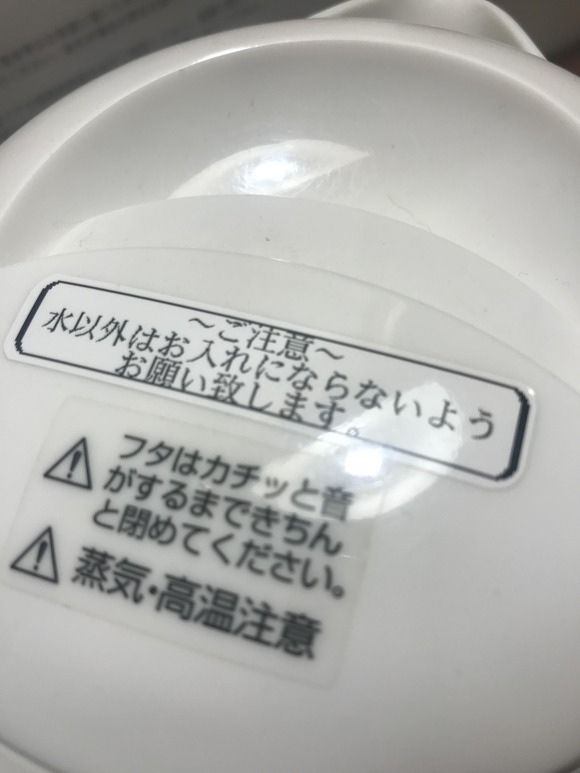 ～ご注意～
水以外はお入れにならないよう
お願い致します。
フタはカチッと音
がするまできちん
と閉めてください。
蒸気・高温注意